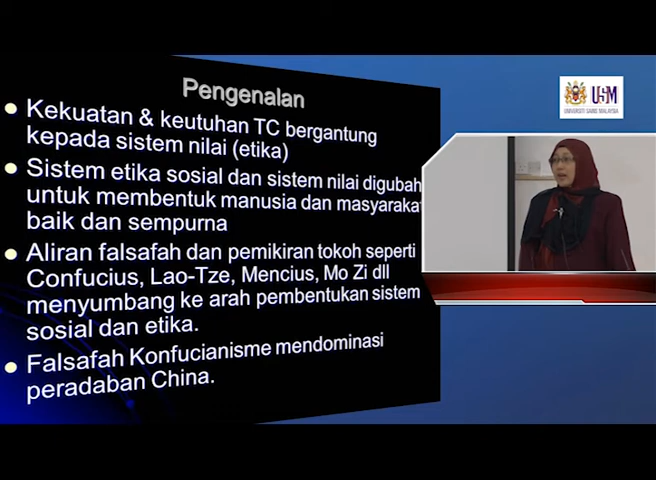 Pengenalan
Kekuatan & keutuhan TC bergantung
kepada sistem nilai (etika)
Sistem etika sosial dan sistem nilai digubah
untuk membentuk manusia dan masyaraka
baik dan sempurna
Aliran falsafah dan pemikiran tokoh seperti
Confucius, Lao-Tze, Mencius, Mo Zi dll
menyumbang ke arah pembentukan sistem
sosial dan etika.
Falsafah Konfucianisme mendominasi
peradaban China.
USM
UNIVERSITI SAINS MALAYSIA